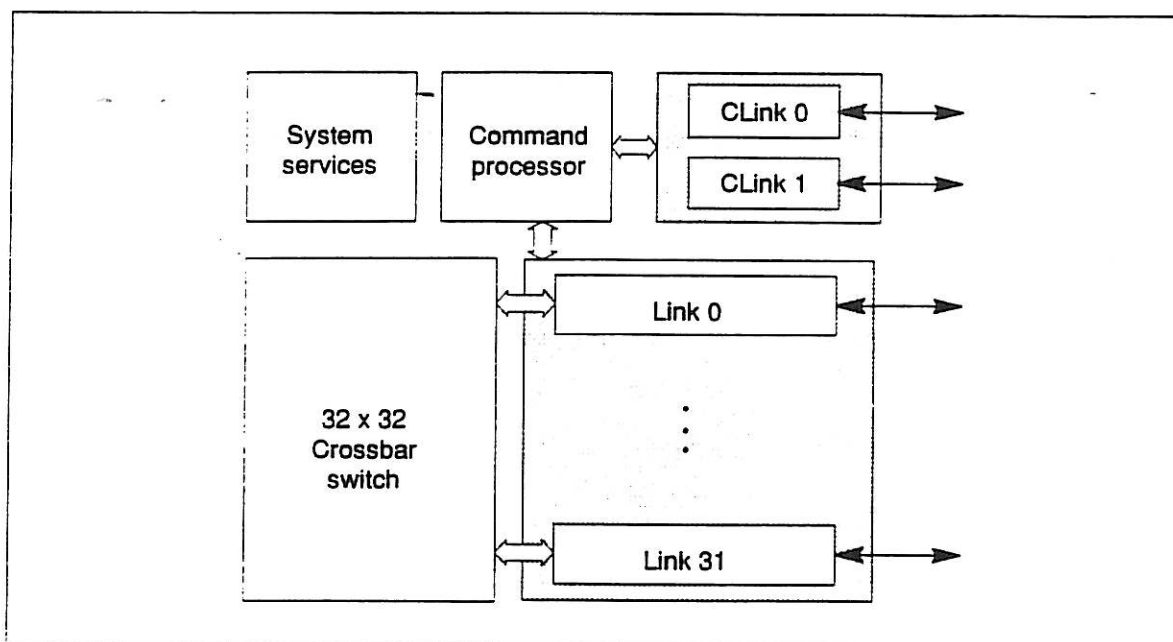 System
services
Command
processor
CLink 0
CLink 1
32 x 32
Crossbar
switch
Link 0
Link 31